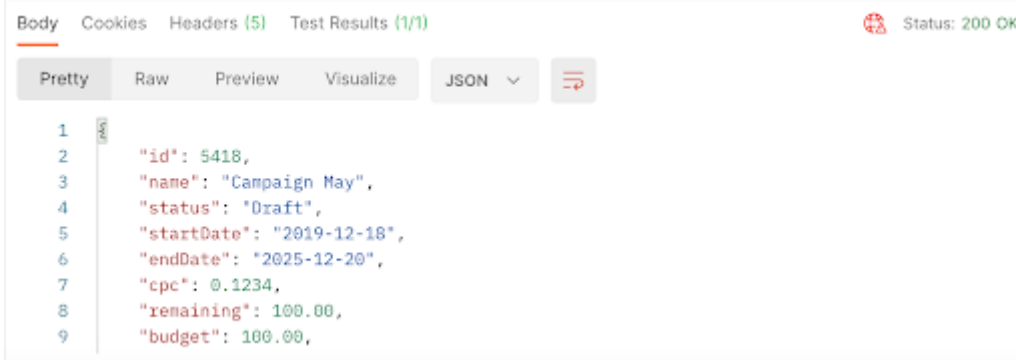 Body Cookies Headers (5) Test Results (1/1) Status: 200 OK
Pretty Raw Preview Visualize JSON
1 {
2 "id": 5418,
3 "name": "Campaign May",
4 "status": "Draft",
5 "startDate": "2019-12-18",
6 "endDate": "2025-12-20",
7 "cpc": 0.1234,
8 "remaining": 100.00,
9 "budget": 100.00,